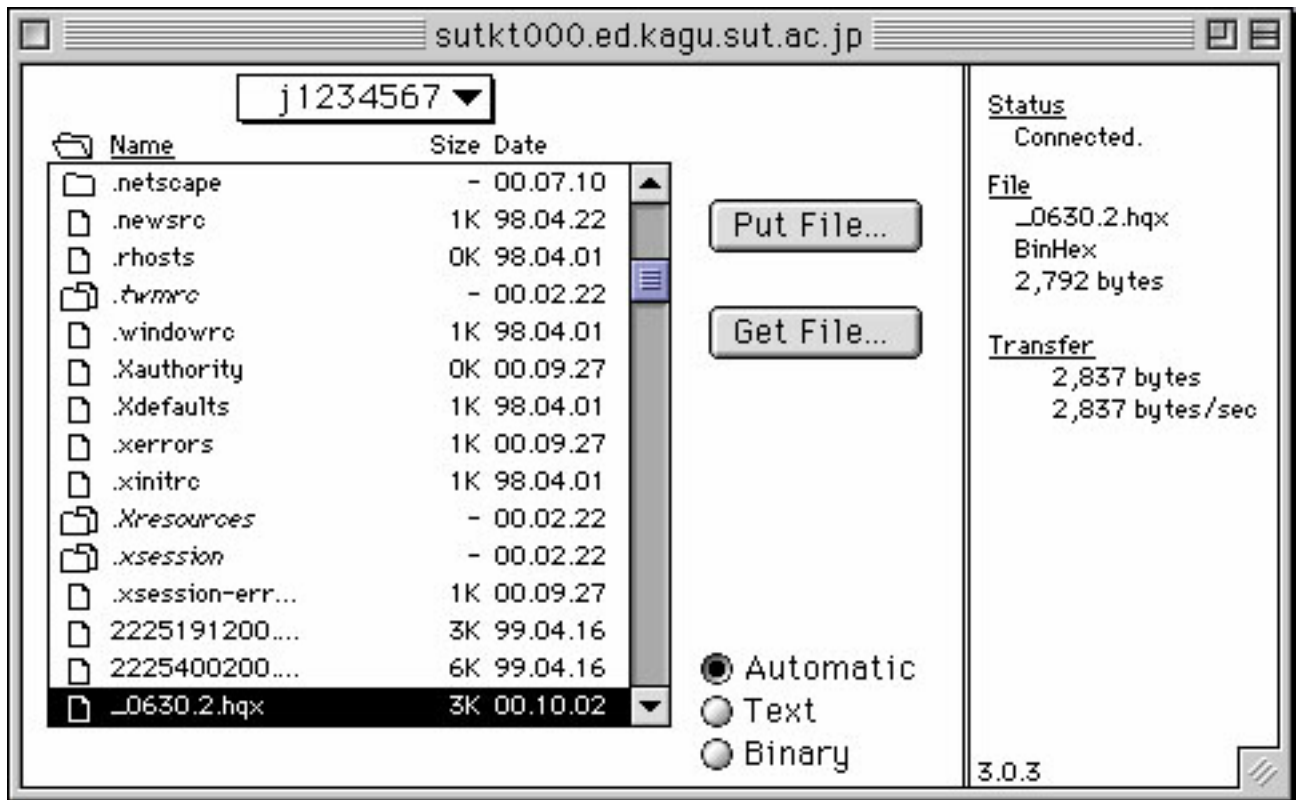 sutkt000.ed.kagu.sut.ac.jp
j1234567
Name Size Date
.netscape - 00.07.10
.newsrc 1K 98.04.22
.rhosts 0K 98.04.01
.twmrc - 00.02.22
.windowrc 1K 98.04.01
.Xauthority 0K 00.09.27
.Xdefaults 1K 98.04.01
.xerrors 1K 00.09.27
.xinitrc 1K 98.04.01
.Xresources - 00.02.22
.xsession - 00.02.22
.xsession-err... 1K 00.09.27
2225191200.... 3K 99.04.16
2225400200.... 6K 99.04.16
_0630.2.hqx 3K 00.10.02
Put File...
Get File...
Automatic
Text
Binary
Status
Connected.
File
_0630.2.hqx
BinHex
2,792 bytes
Transfer
2,837 bytes
2,837 bytes/sec
3.0.3